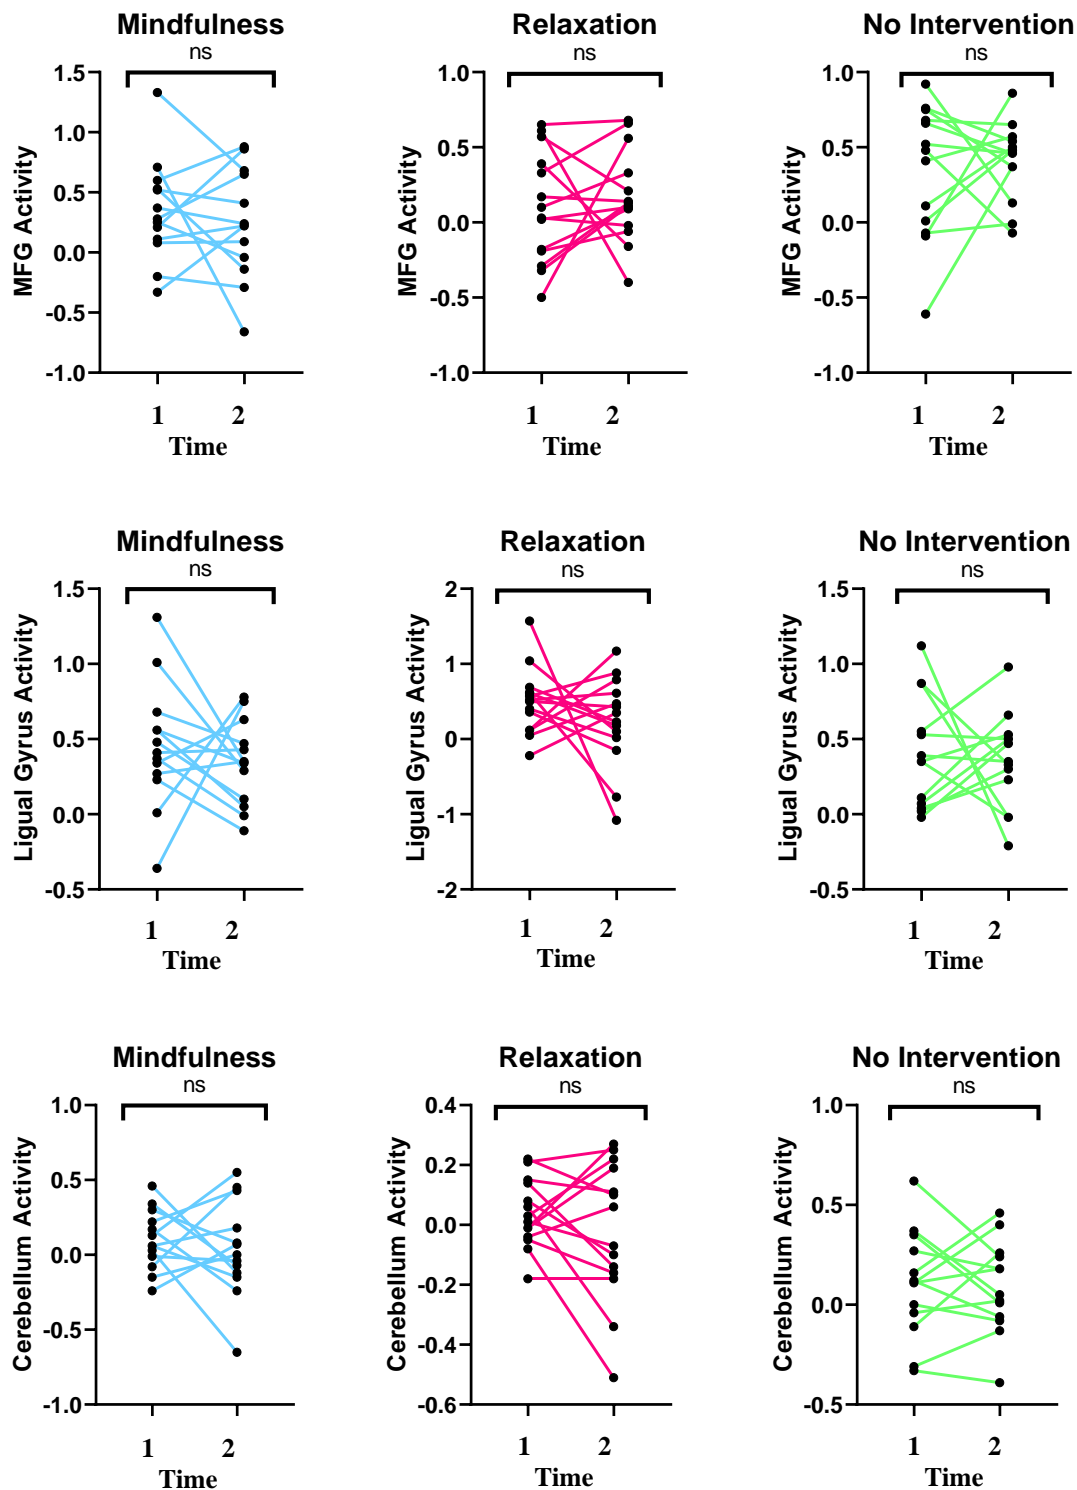 Mindfulness Relaxation No Intervention
ns ns ns
1.5 1.0 1.0
1.0
0.5 0.5
0.5
0.0 0.0
0.0
-0.5 -0.5
-0.5
-1.0 -1.0 -1.0
MFG Activity MFG Activity MFG Activity
1 2 1 2 1 2
Time Time Time
Mindfulness Relaxation No Intervention
ns ns ns
1.5 2 1.5
1.0 1 1.0
0.5 0 0.5
0.0 -1 0.0
-0.5 -2 -0.5
Ligual Gyrus Activity Ligual Gyrus Activity Ligual Gyrus Activity
1 2 1 2 1 2
Time Time Time
Mindfulness Relaxation No Intervention
ns ns ns
1.0 0.4 1.0
0.2
0.5 0.5
0.0
0.0 -0.2 0.0
-0.5 -0.4
-1.0 -0.6 -0.5
Cerebellum Activity Cerebellum Activity Cerebellum Activity
1 2 1 2 1 2
Time Time Time